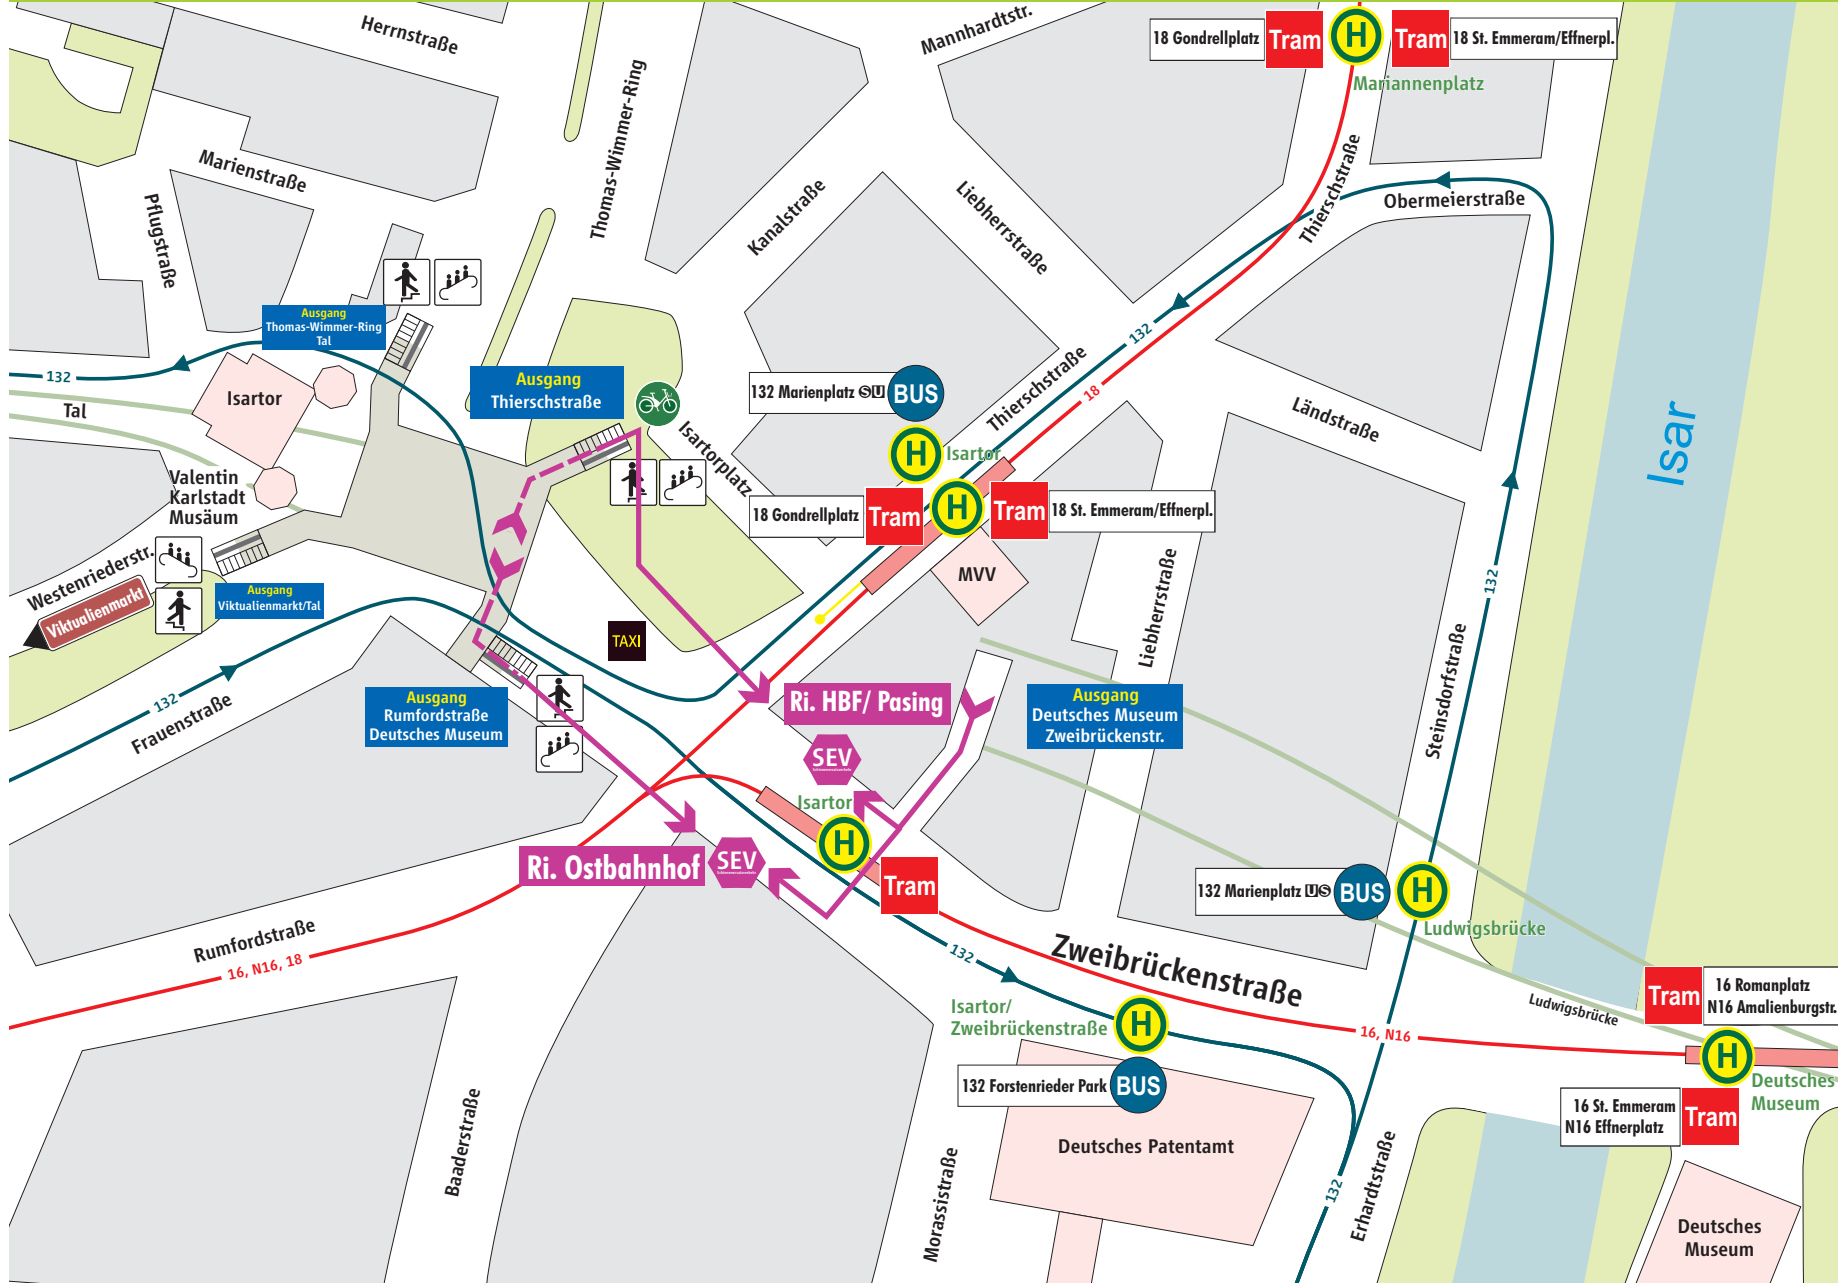 Herrnstraße
Mannhardtstr.
18 Gondrellplatz
Tram
H
Tram
18 St. Emmeram/Effnerpl.
Mariannenplatz
Thomas-Wimmer-Ring
Marienstraße
Pflugstraße
Kanalstraße
Liebherrstraße
Thierschstraße
Obermeierstraße
Ausgang
Thomas-Wimmer-Ring
Tal
132
Tal
Isartor
Ausgang
Thierschstraße
132
18
Thierschstraße
132 Marienplatz S U
BUS
H
Isartor
Isartorplatz
Ländstraße
Isar
Valentin
Karlstadt
Musäum
18 Gondrellplatz
Tram
H
Tram
18 St. Emmeram/Effnerpl.
MVV
Westenriederstr.
Viktualienmarkt
Ausgang
Viktualienmarkt/Tal
TAXI
Liebherrstraße
132
Steinsdorfstraße
132
Frauenstraße
Ausgang
Rumfordstraße
Deutsches Museum
Ri. HBF/ Pasing
Ausgang
Deutsches Museum
Zweibrückenstr.
SEV
Isartor
H
Ri. Ostbahnhof
SEV
Tram
132 Marienplatz U S
BUS
H
Ludwigsbrücke
Rumfordstraße
16, N16, 18
132
Zweibrückenstraße
Isartor/
Zweibrückenstraße
H
16, N16
Ludwigsbrücke
Tram
16 Romanplatz
N16 Amalienburgstr.
H
Deutsches
Museum
132 Forstenrieder Park
BUS
16 St. Emmeram
N16 Effnerplatz
Tram
Deutsches Patentamt
Baaderstraße
Morassistraße
132
Erhardtstraße
Deutsches
Museum